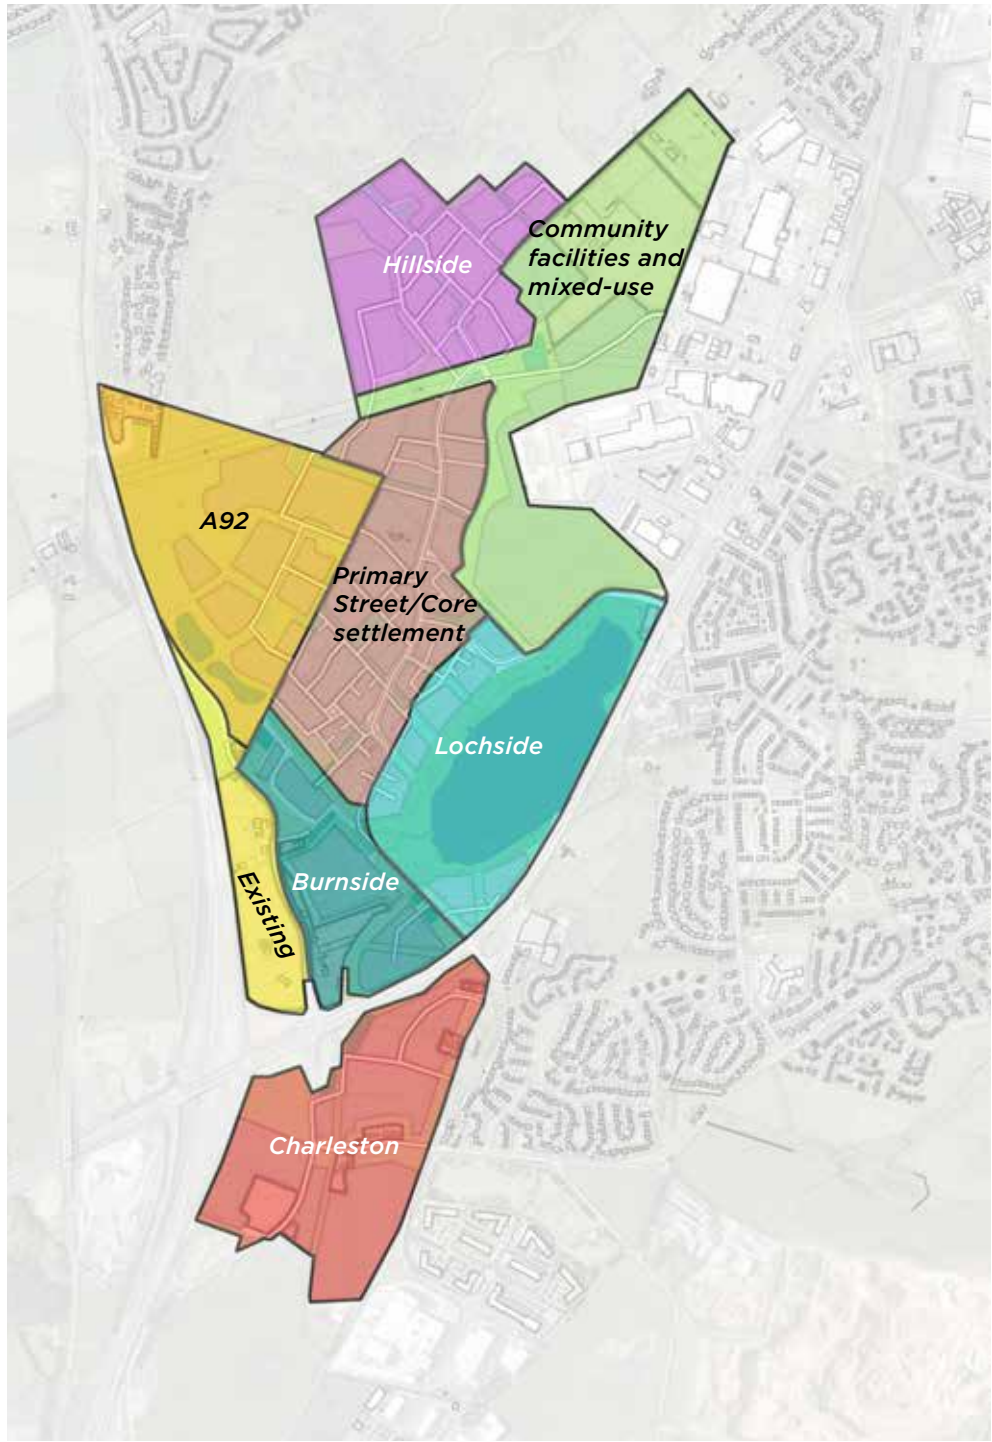 Community
facilities and
mixed-use
Hillside
A92
Primary
Street/Core
settlement
Lochside
Burnside
Existing
Charleston